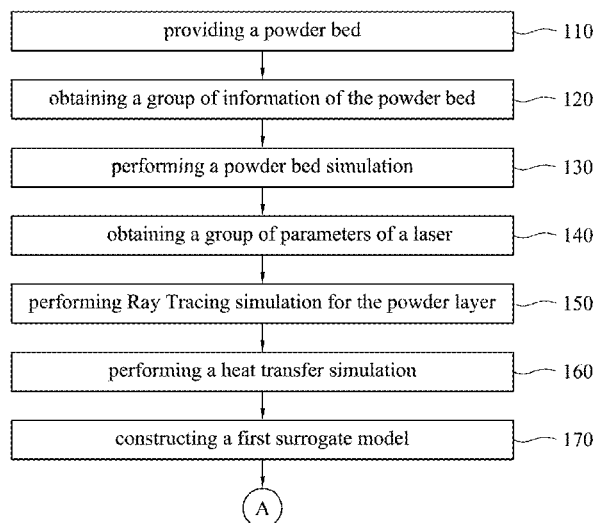 providing a powder bed 110
obtaining a group of information of the powder bed 120
performing a powder bed simulation 130
obtaining a group of parameters of a laser 140
performing Ray Tracing simulation for the powder layer 150
performing a heat transfer simulation 160
constructing a first surrogate model 170
A